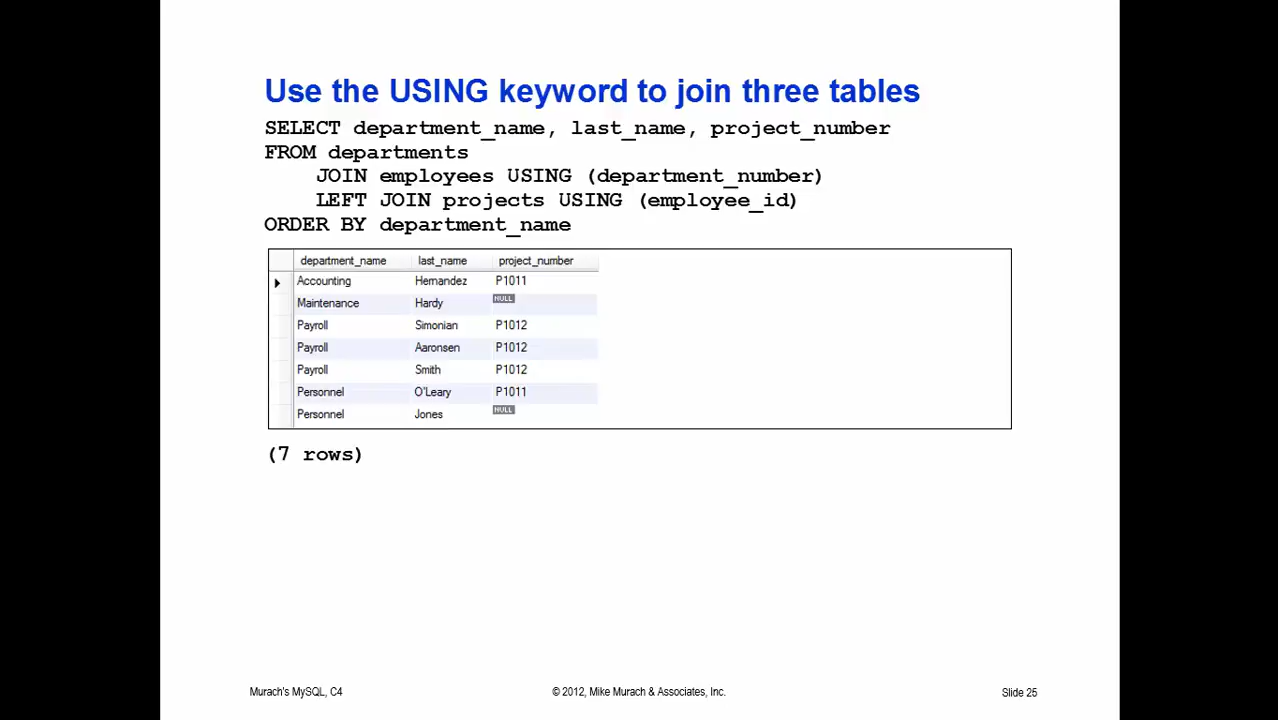 Use the USING keyword to join three tables
SELECT department_name, last_name, project_number
FROM departments
JOIN employees USING (department_number)
LEFT JOIN projects USING (employee_id)
ORDER BY department_name
department_name last_name project_number
Accounting Hernandez P1011
Maintenance Hardy NULL
Payroll Simonian P1012
Payroll Aaronsen P1012
Payroll Smith P1012
Personnel O'Leary P1011
Personnel Jones NULL
(7 rows)
Murach's MySQL, C4 © 2012, Mike Murach & Associates, Inc. Slide 25